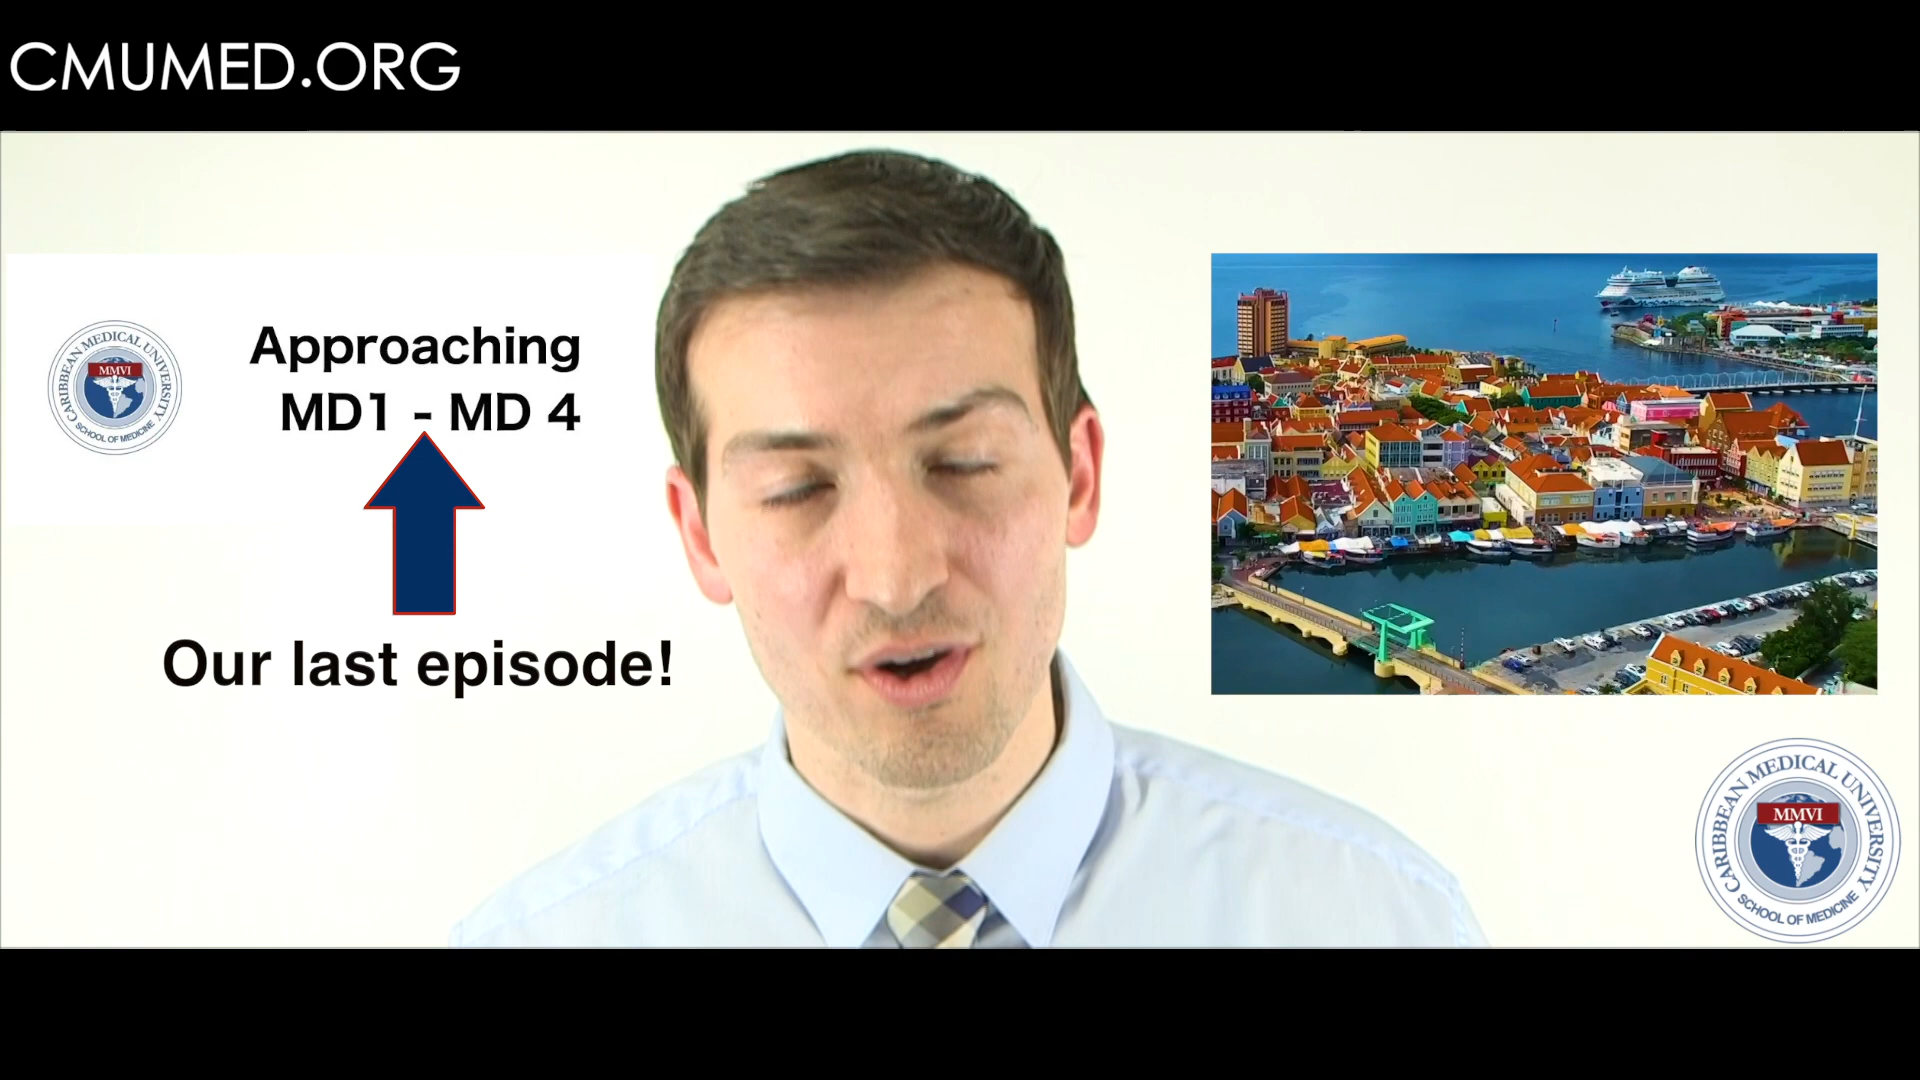 CMUMED.ORG
CARIBBEAN MEDICAL UNIVERSITY
MMVI
SCHOOL OF MEDICINE
Approaching
MD1 - MD 4
Our last episode!
CARIBBEAN MEDICAL UNIVERSITY
MMVI
SCHOOL OF MEDICINE